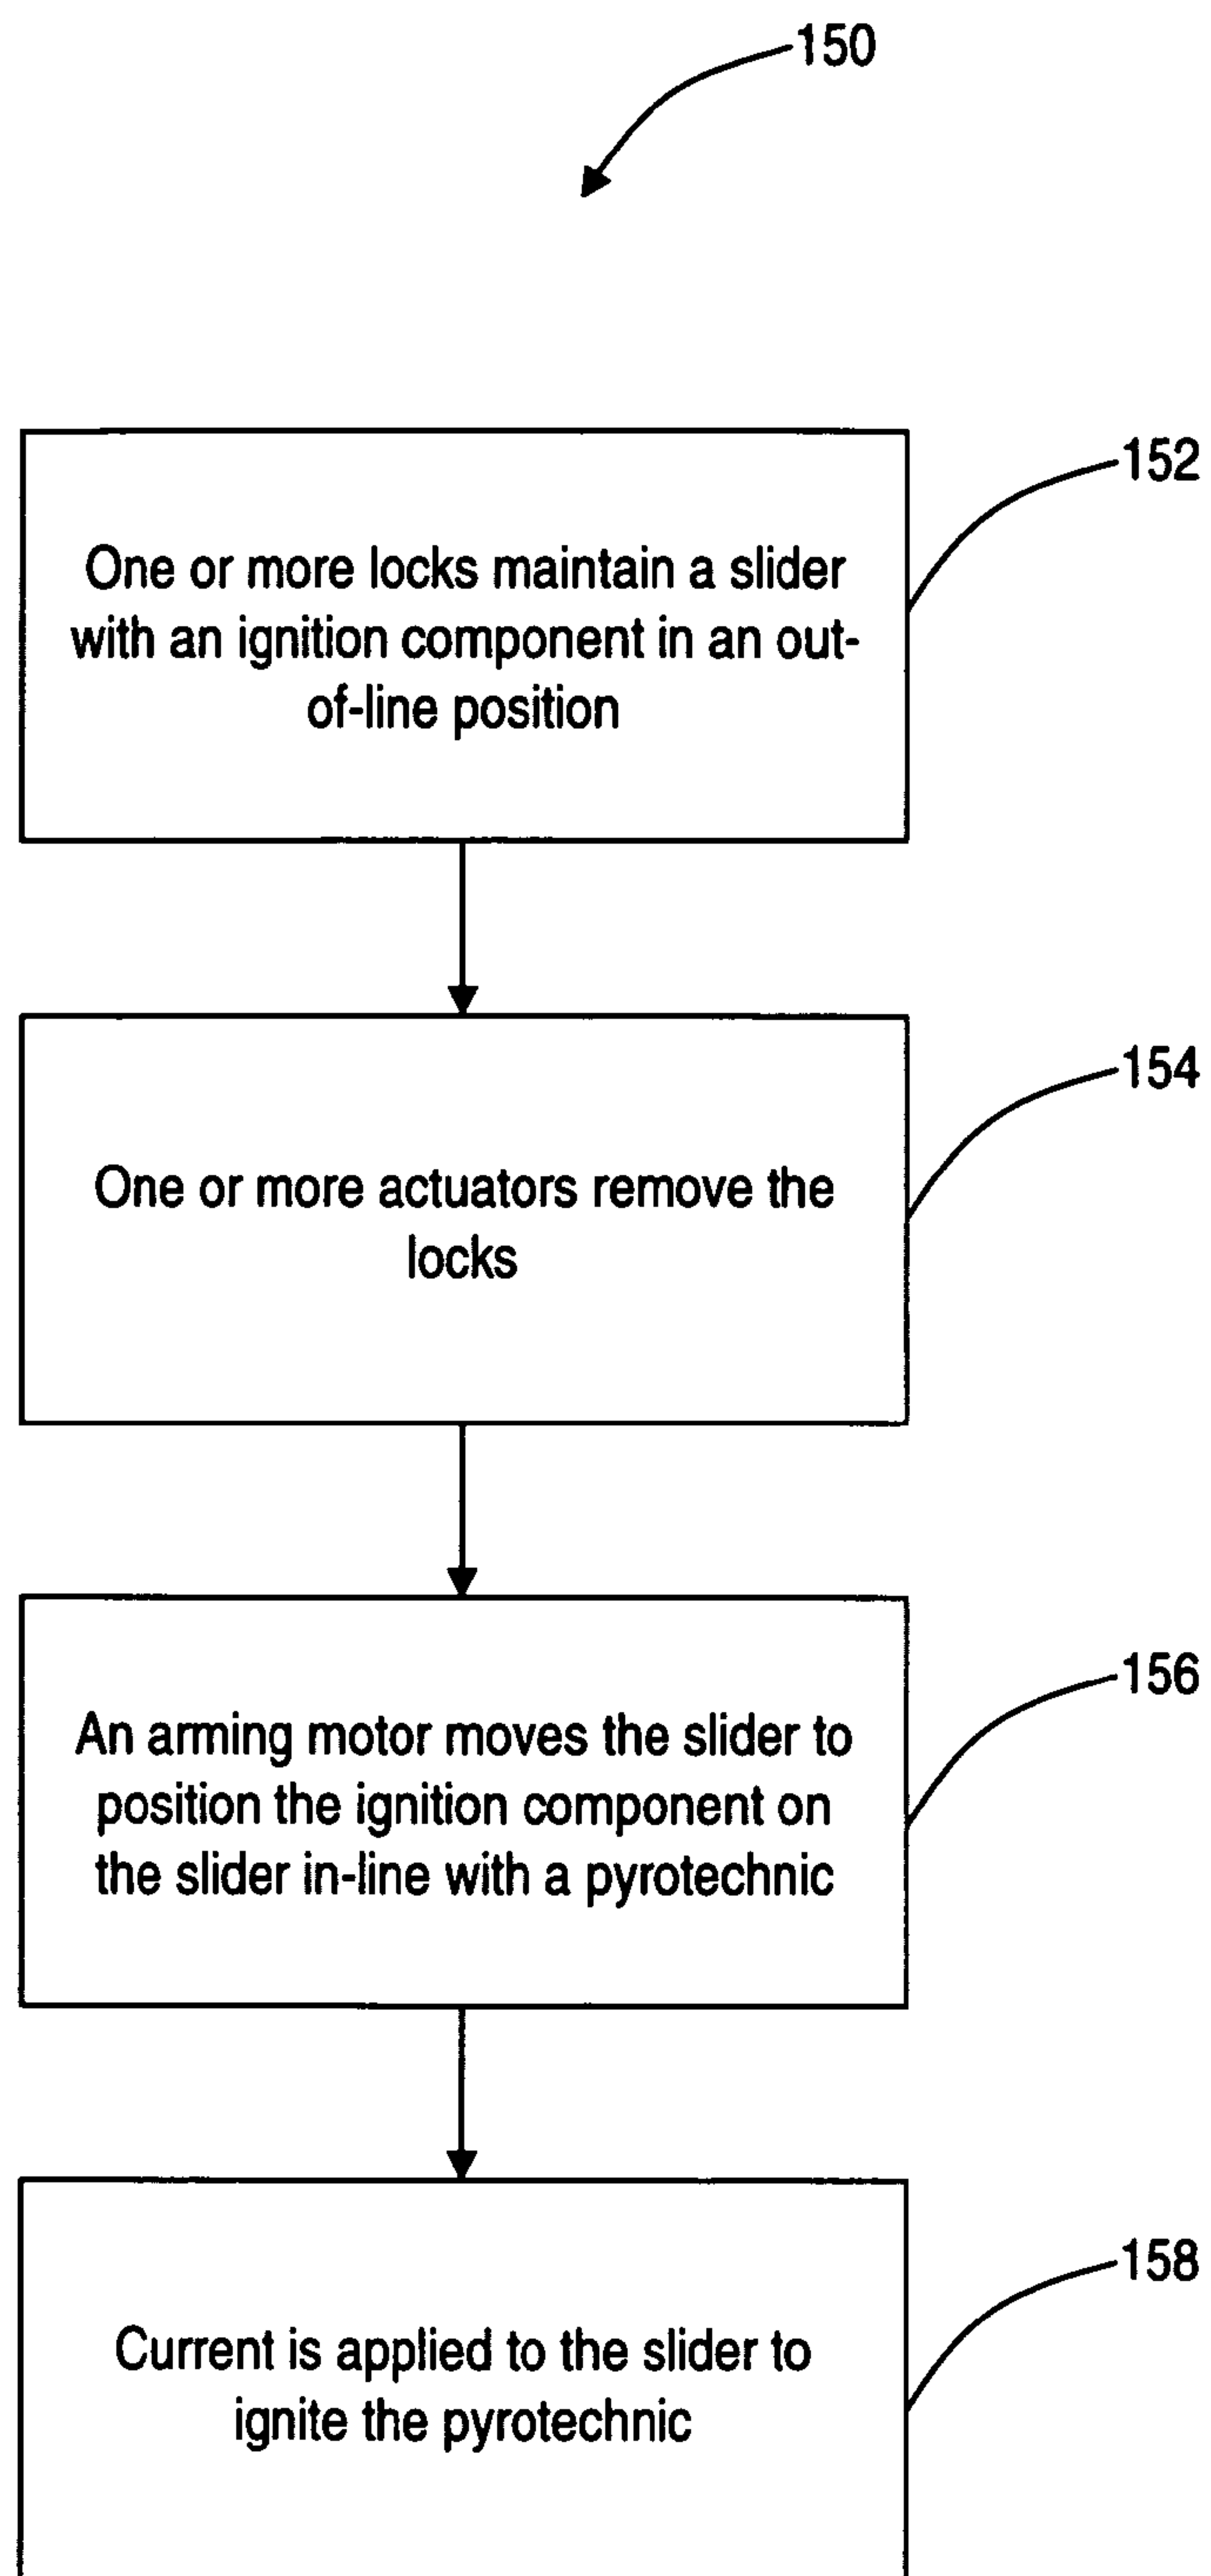 150
152
One or more locks maintain a slider
with an ignition component in an out-
of-line position
154
One or more actuators remove the
locks
156
An arming motor moves the slider to
position the ignition component on
the slider in-line with a pyrotechnic
158
Current is applied to the slider to
ignite the pyrotechnic